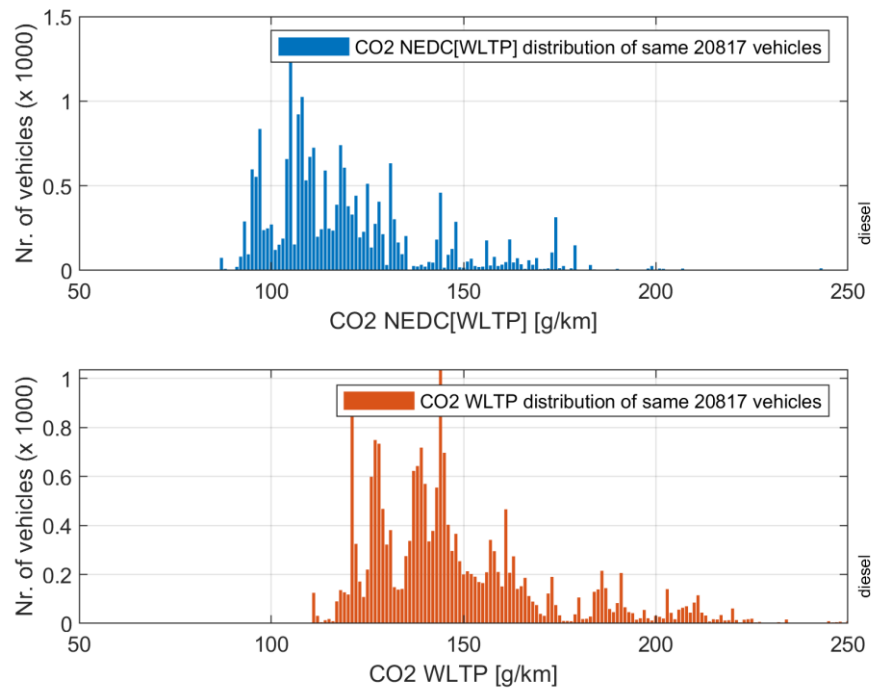 1.5
CO2 NEDC[WLTP] distribution of same 20817 vehicles
1
0.5
0
Nr. of vehicles (x 1000)
diesel
50 100 150 200 250
CO2 NEDC[WLTP] [g/km]
1
CO2 WLTP distribution of same 20817 vehicles
0.8
0.6
0.4
0.2
0
Nr. of vehicles (x 1000)
diesel
50 100 150 200 250
CO2 WLTP [g/km]